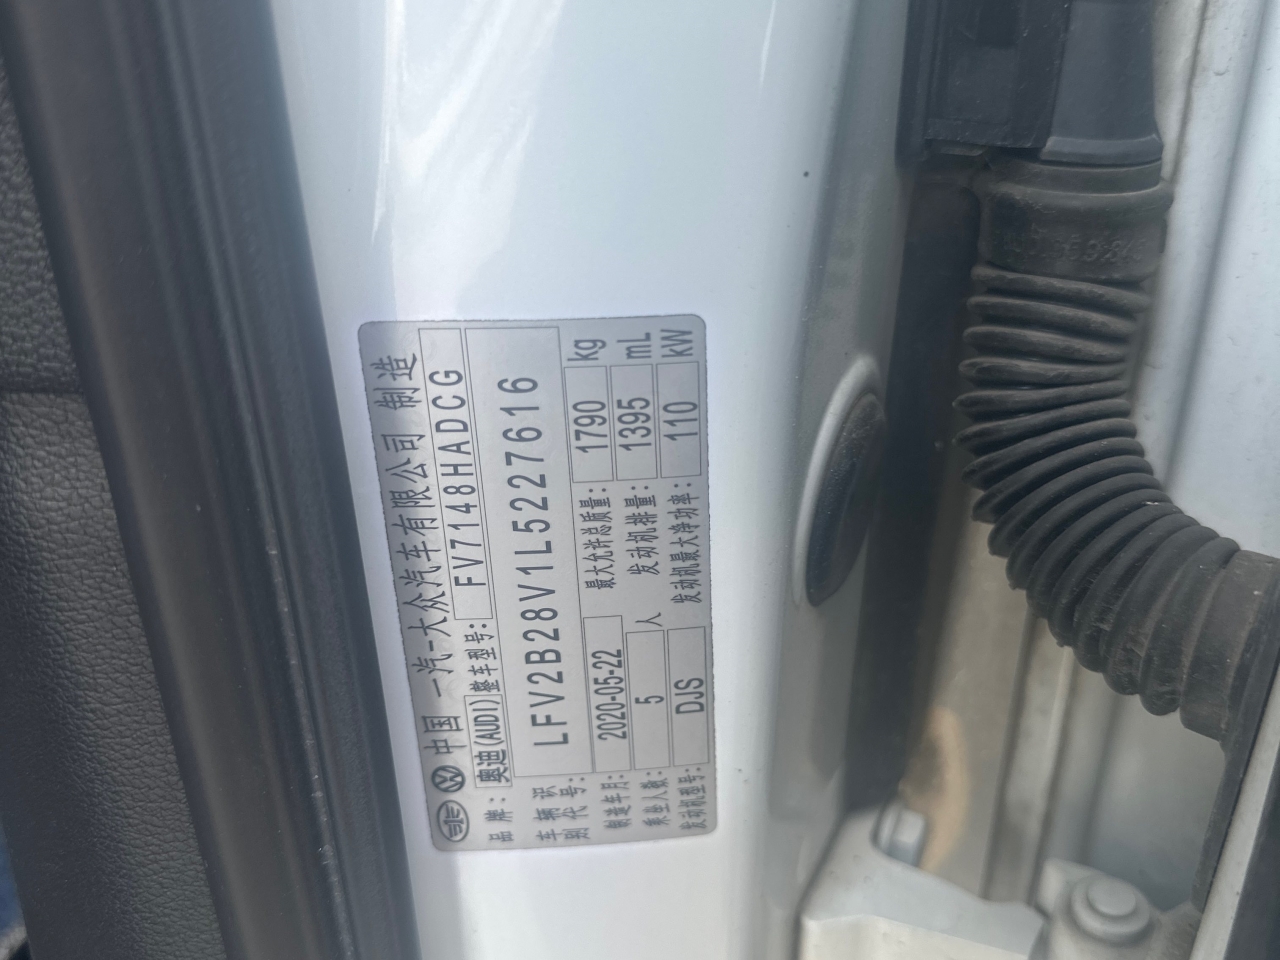 中国 一汽-大众汽车有限公司 制造
品牌: 奥迪(AUDI) 整车型号: FV7148HADCG
车辆识别代号: LFV2B28V1L5227616
制造年月: 2020-05-22 最大允许总质量: 1790 kg
乘坐人数: 5 人 发动机排量: 1395 mL
发动机型号: DJS 发动机最大净功率: 110 kW